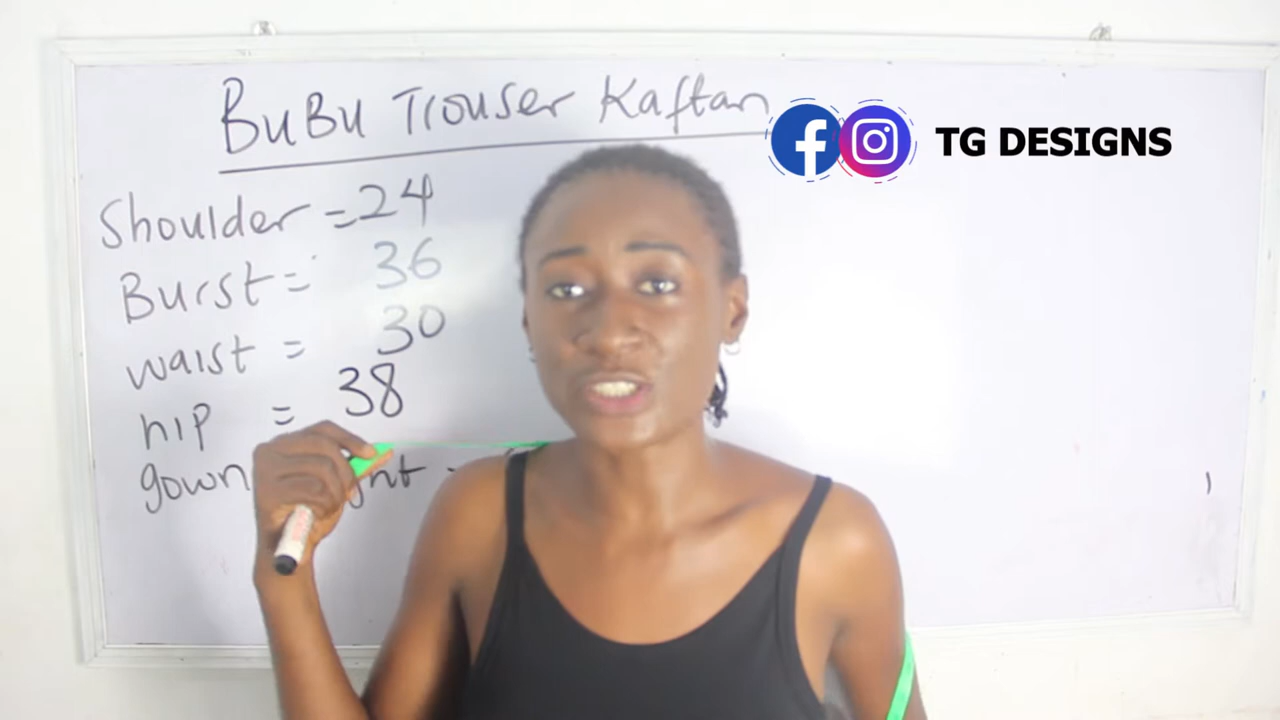 BuBu Trouser Kaftan
TG DESIGNS
Shoulder = 24
Burst = 36
waist = 30
hip = 38
gown